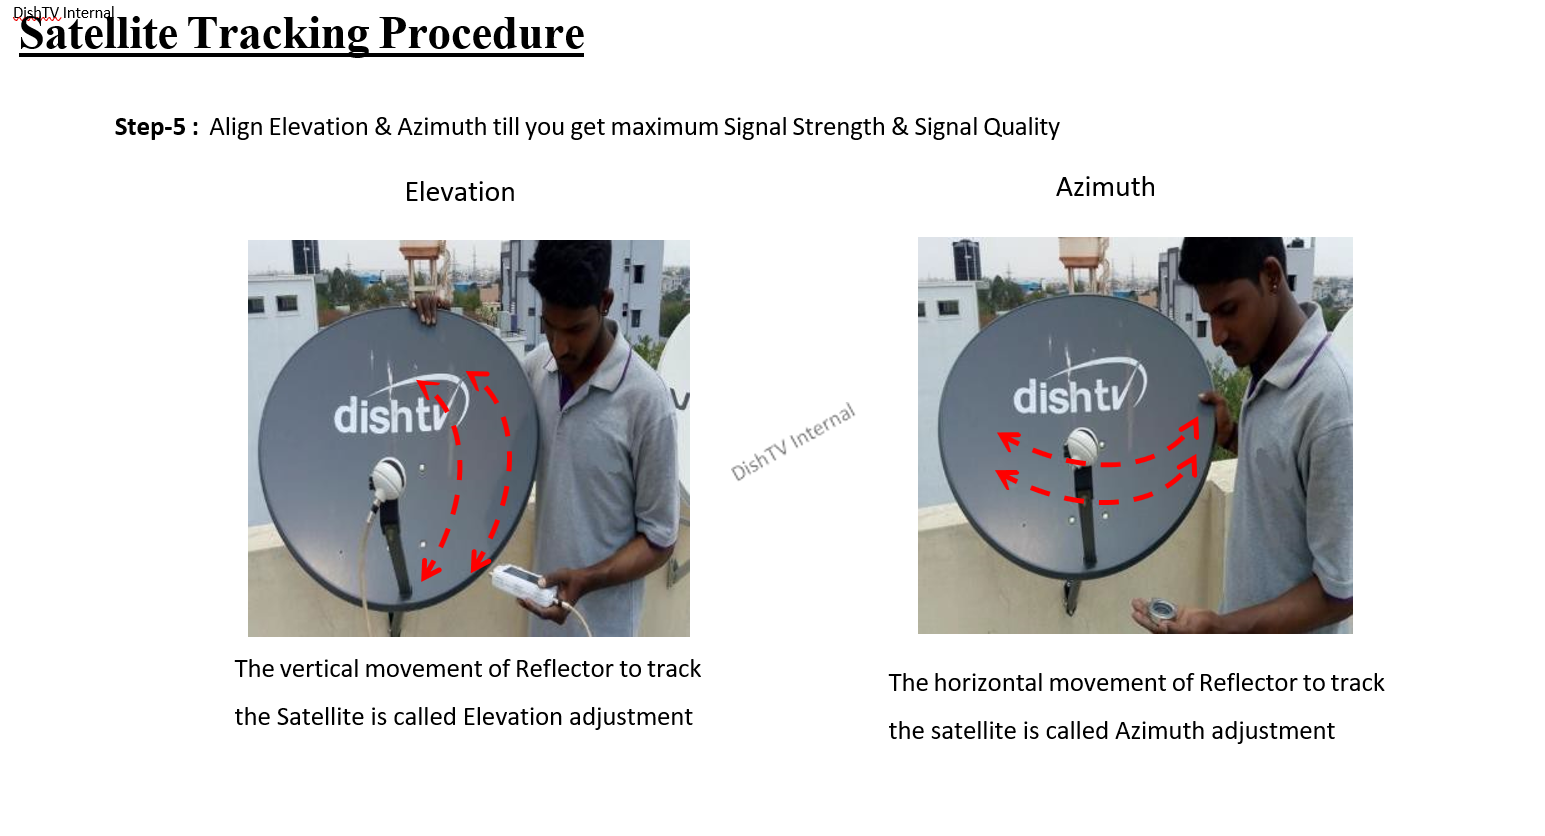 DishTV Internal
Satellite Tracking Procedure
Step-5 : Align Elevation & Azimuth till you get maximum Signal Strength & Signal Quality
Elevation
Azimuth
dishtv
dishtv
DishTV Internal
The vertical movement of Reflector to track
the Satellite is called Elevation adjustment
The horizontal movement of Reflector to track
the satellite is called Azimuth adjustment